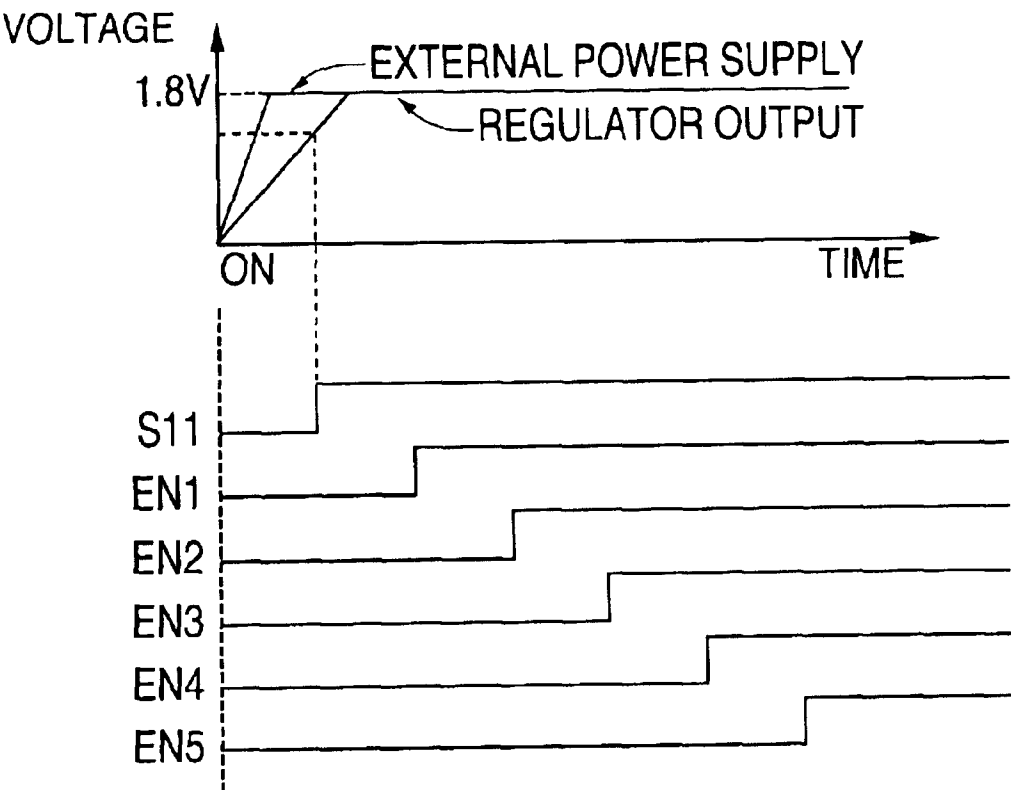 VOLTAGE
EXTERNAL POWER SUPPLY
1.8V
REGULATOR OUTPUT
ON
TIME
S11
EN1
EN2
EN3
EN4
EN5